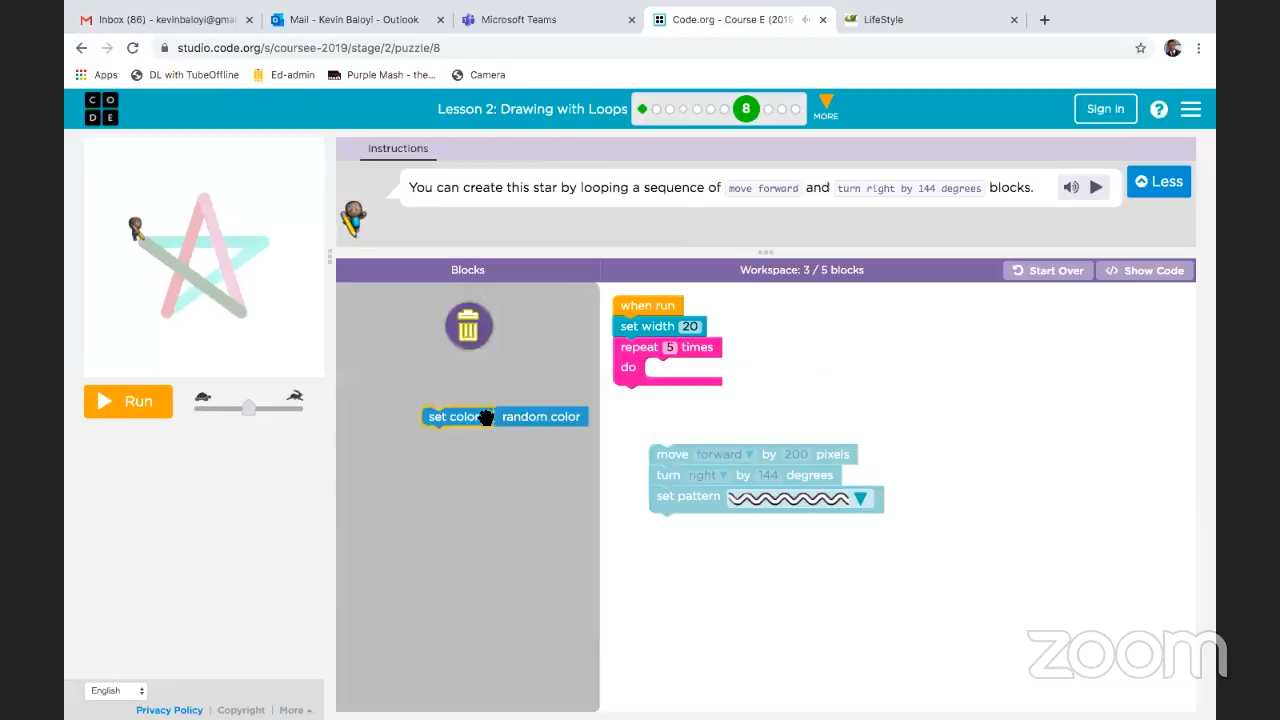 Inbox (86) - kevinbaloyi@gma
Mail - Kevin Baloyi - Outlook
Microsoft Teams
Code.org - Course E (2019
LifeStyle
studio.code.org/s/coursee-2019/stage/2/puzzle/8
Apps
DL with TubeOffline
Ed-admin
Purple Mash - the...
Camera
C O
D E
Lesson 2: Drawing with Loops
8
MORE
Sign in
?
Instructions
You can create this star by looping a sequence of move forward and turn right by 144 degrees blocks.
Less
Blocks
Workspace: 3 / 5 blocks
Start Over
</> Show Code
when run
set width 20
repeat 5 times
do
Run
set color random color
move forward by 200 pixels
turn right by 144 degrees
set pattern
zoom
English
Privacy Policy | Copyright | More